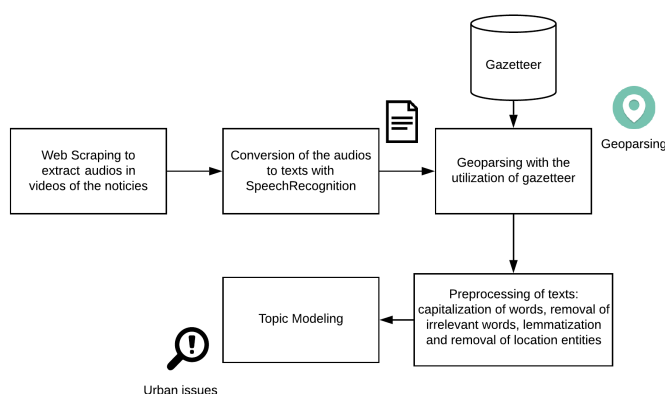 Gazetteer
Geoparsing
Web Scraping to
extract audios in
videos of the noticies
Conversion of the audios
to texts with
SpeechRecognition
Geoparsing with the
utilization of gazetteer
Preprocessing of texts:
capitalization of words, removal of
irrelevant words, lemmatization
and removal of location entities
Topic Modeling
Urban issues